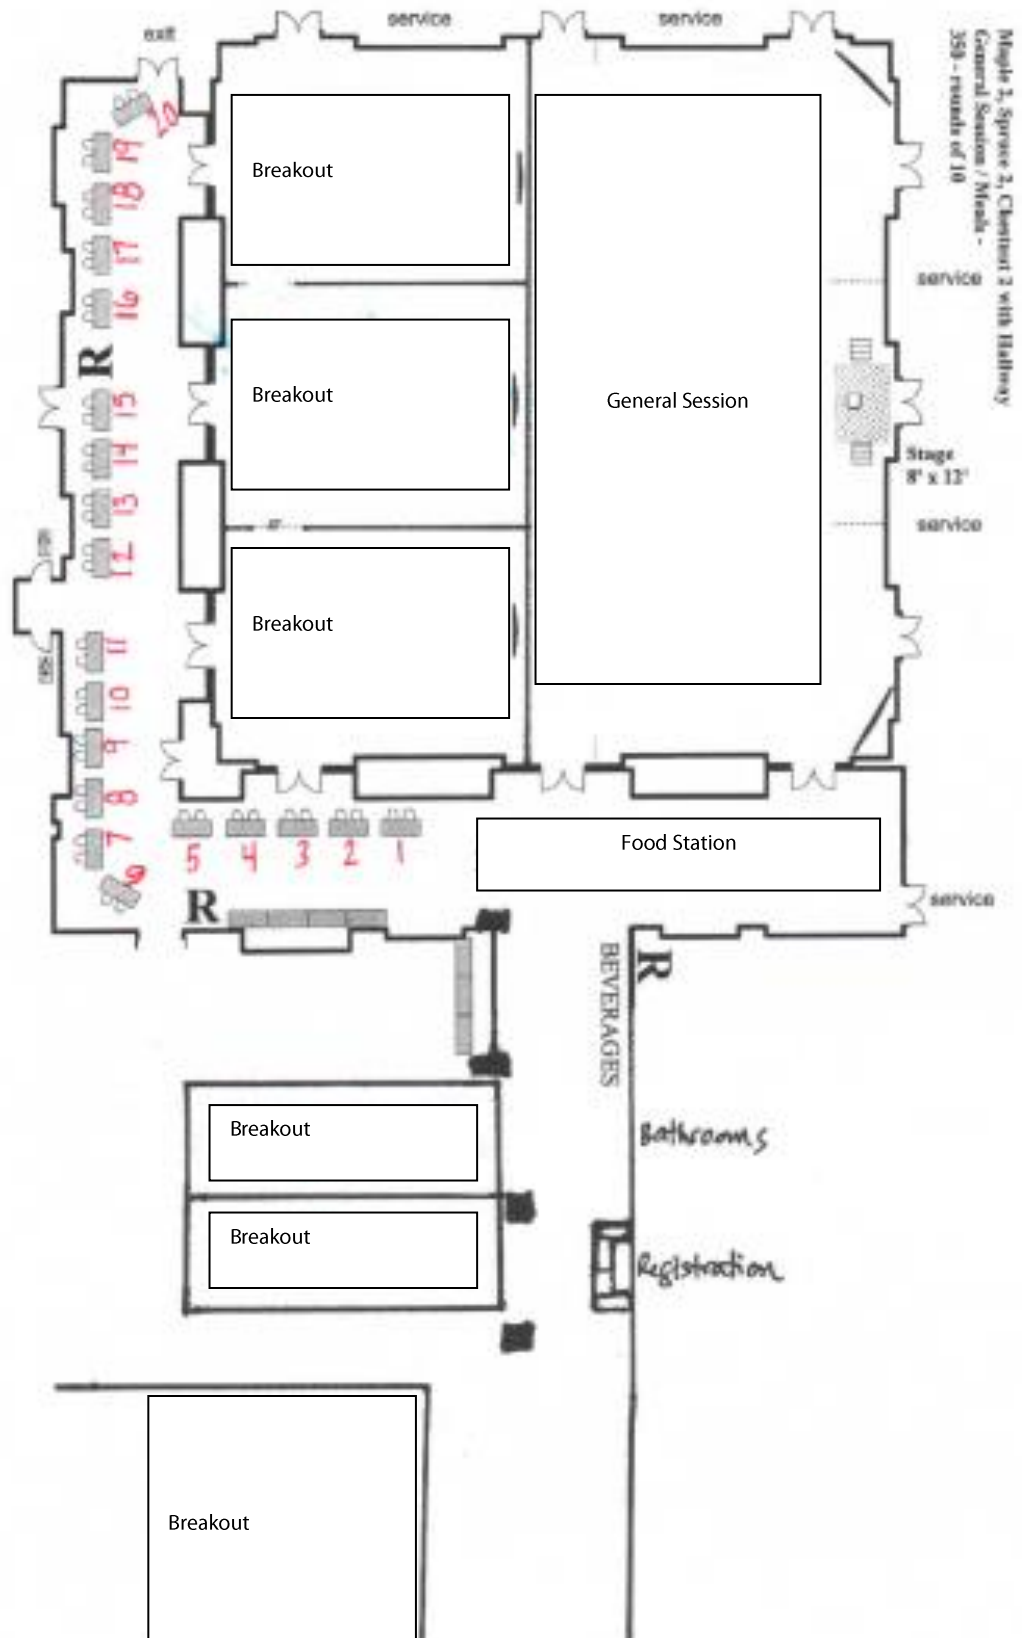 service
service
exit
Maple 2, Spruce 2, Chestnut 2 with Hallway
General Session / Meals -
350 - rounds of 10
20
19
18
17
16
R
15
14
13
12
11
10
9
8
7
Breakout
Breakout
Breakout
General Session
service
Stage
8' x 12'
service
5
4
3
2
1
Food Station
service
R
R
BEVERAGES
Bathrooms
Registration
Breakout
Breakout
Breakout